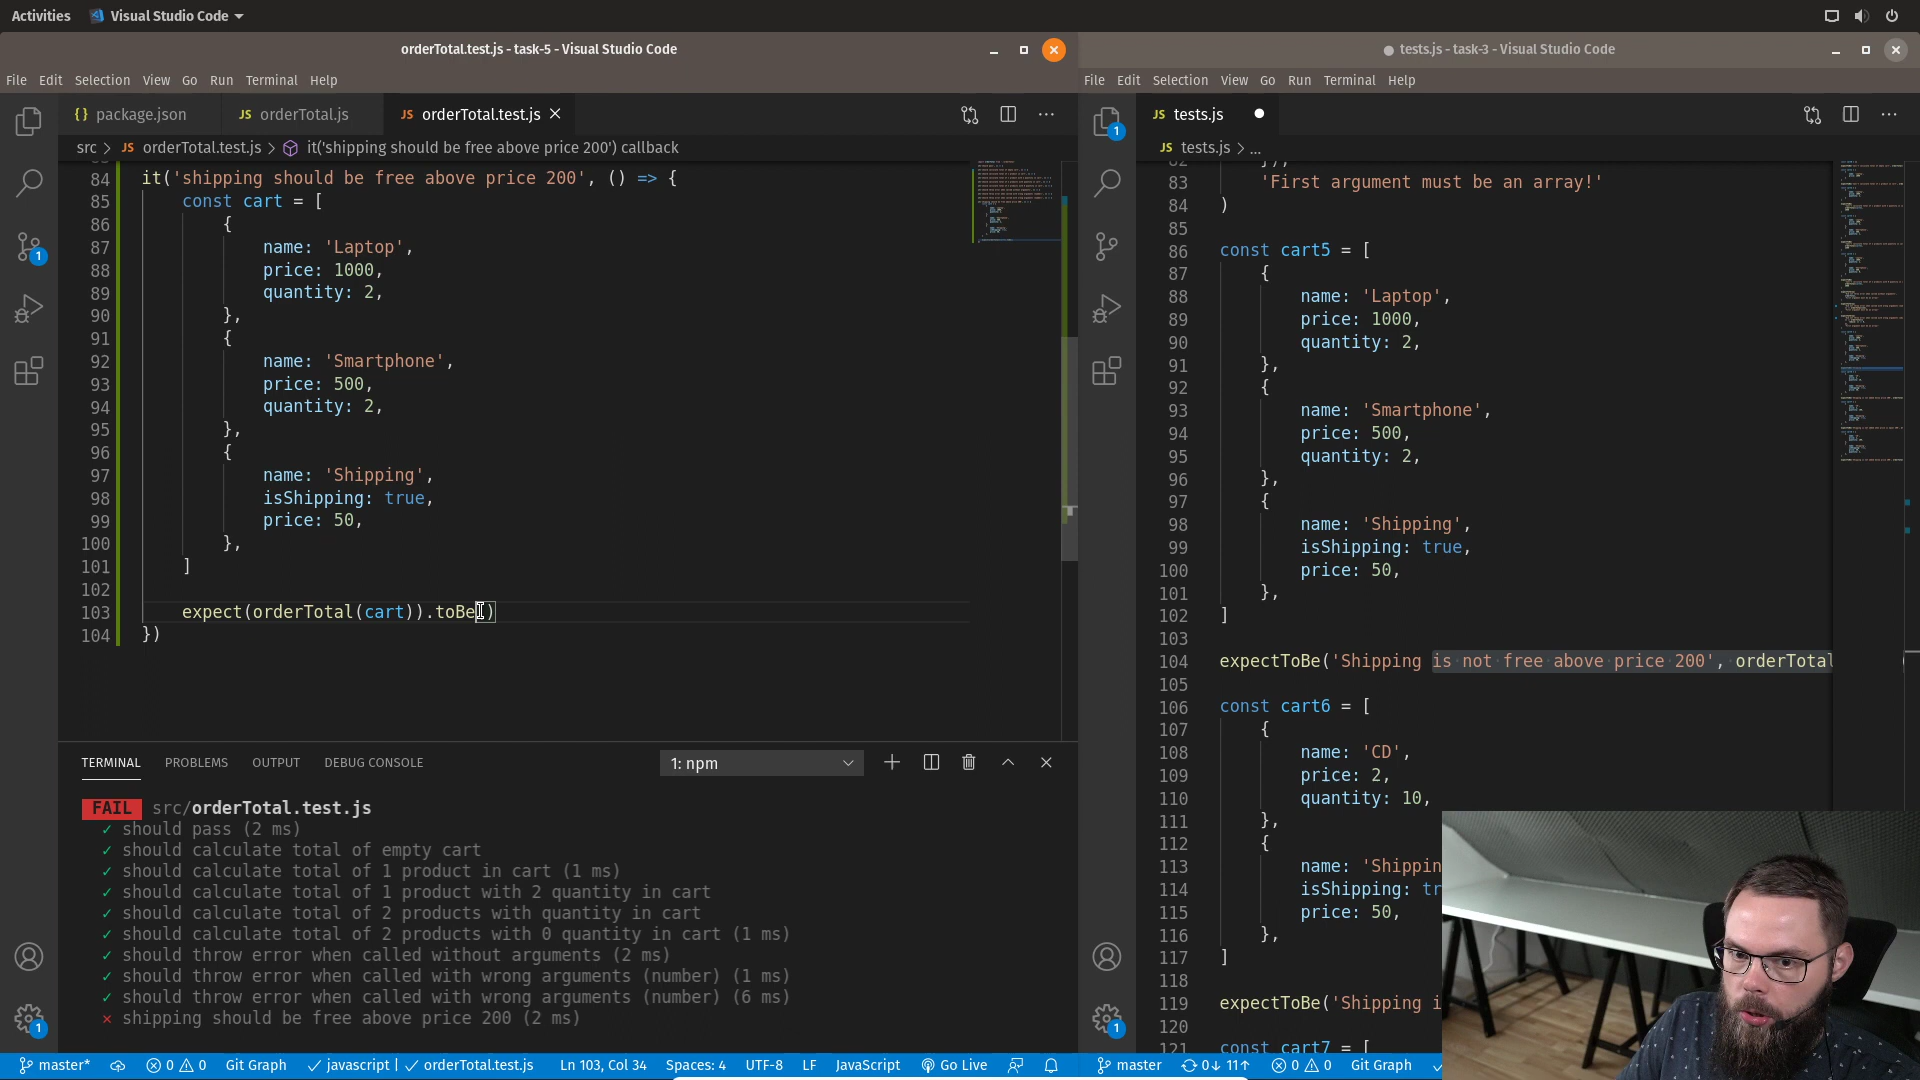 Activities
Visual Studio Code
orderTotal.test.js - task-5 - Visual Studio Code
File Edit Selection View Go Run Terminal Help
package.json
JS orderTotal.js
JS orderTotal.test.js
src > JS orderTotal.test.js > it('shipping should be free above price 200') callback
84 it('shipping should be free above price 200', () => {
85 const cart = [
86 {
87 name: 'Laptop',
88 price: 1000,
89 quantity: 2,
90 },
91 {
92 name: 'Smartphone',
93 price: 500,
94 quantity: 2,
95 },
96 {
97 name: 'Shipping',
98 isShipping: true,
99 price: 50,
100 },
101 ]
102
103 expect(orderTotal(cart)).toBe()
104 })
TERMINAL PROBLEMS OUTPUT DEBUG CONSOLE
1: npm
FAIL src/orderTotal.test.js
✓ should pass (2 ms)
✓ should calculate total of empty cart
✓ should calculate total of 1 product in cart (1 ms)
✓ should calculate total of 1 product with 2 quantity in cart
✓ should calculate total of 2 products with quantity in cart
✓ should calculate total of 2 products with 0 quantity in cart (1 ms)
✓ should throw error when called without arguments (2 ms)
✓ should throw error when called with wrong arguments (number) (1 ms)
✓ should throw error when called with wrong arguments (number) (6 ms)
× shipping should be free above price 200 (2 ms)
1
1
master* 0 0 Git Graph javascript | orderTotal.test.js Ln 103, Col 34 Spaces: 4 UTF-8 LF JavaScript Go Live
● tests.js - task-3 - Visual Studio Code
File Edit Selection View Go Run Terminal Help
JS tests.js
JS tests.js > ...
83 'First argument must be an array!'
84 )
85
86 const cart5 = [
87 {
88 name: 'Laptop',
89 price: 1000,
90 quantity: 2,
91 },
92 {
93 name: 'Smartphone',
94 price: 500,
95 quantity: 2,
96 },
97 {
98 name: 'Shipping',
99 isShipping: true,
100 price: 50,
101 },
102 ]
103
104 expectToBe('Shipping is not free above price 200', orderTotal
105
106 const cart6 = [
107 {
108 name: 'CD',
109 price: 2,
110 quantity: 10,
111 },
112 {
113 name: 'Shippin
114 isShipping: tr
115 price: 50,
116 },
117 ]
118
119 expectToBe('Shipping i
120
121 const cart7 = [
1
1
master 0↓ 11↑ 0 0 Git Graph